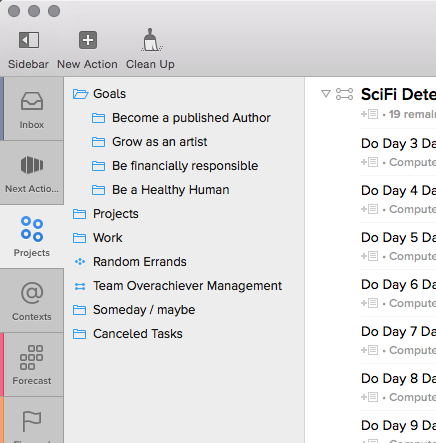 Sidebar New Action Clean Up
Inbox
Next Actio...
Projects
Contexts
Forecast
Goals
Become a published Author
Grow as an artist
Be financially responsible
Be a Healthy Human
Projects
Work
Random Errands
Team Overachiever Management
Someday / maybe
Canceled Tasks
SciFi Dete
• 19 remai
Do Day 3 Da
• Compute
Do Day 4 Da
• Compute
Do Day 5 Da
• Compute
Do Day 6 Da
• Compute
Do Day 7 Da
• Compute
Do Day 8 Da
• Compute
Do Day 9 Da